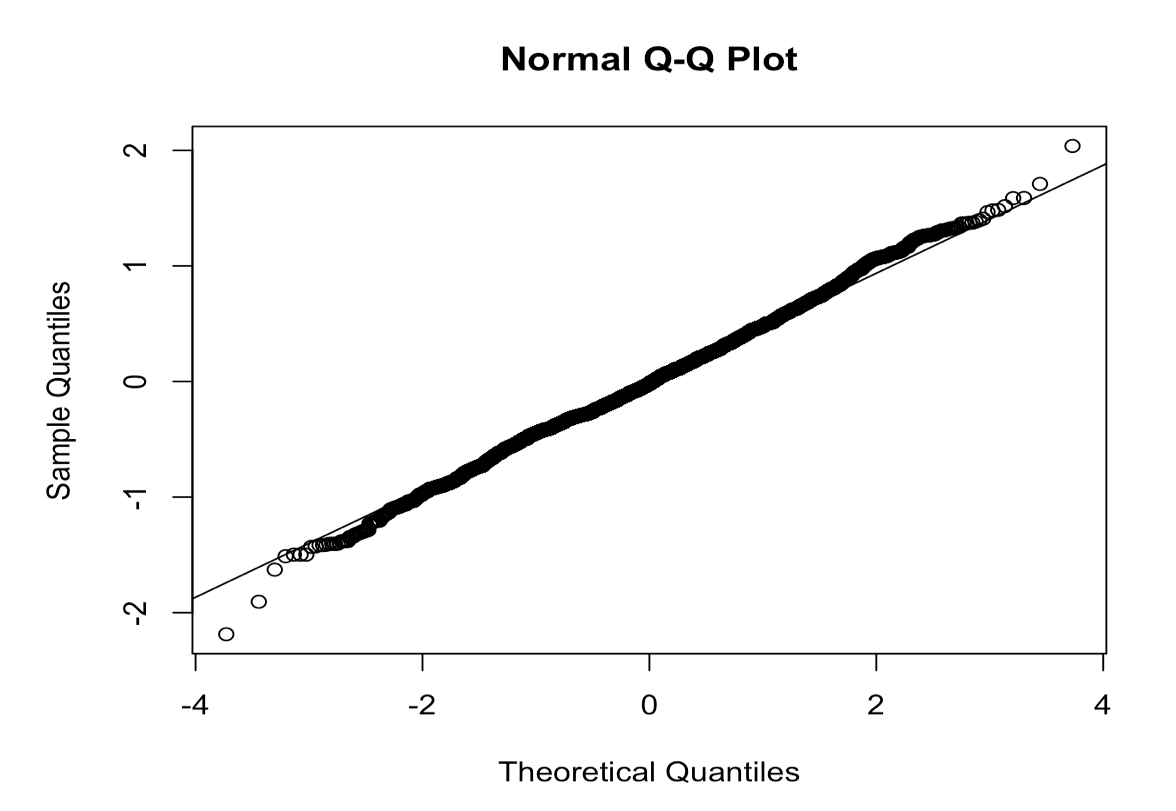 Normal Q-Q Plot
2
1
0
-1
-2
Sample Quantiles
-4 -2 0 2 4
Theoretical Quantiles